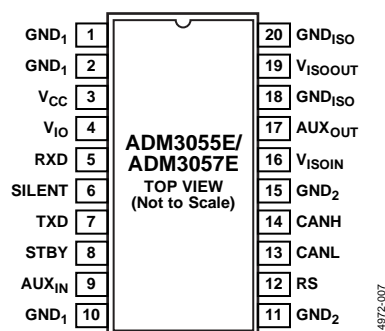 GND1 1 20 GNDISO
GND1 2 19 VISOOUT
VCC 3 18 GNDISO
VIO 4 17 AUXOUT
RXD 5 16 VISOIN
SILENT 6 15 GND2
TXD 7 14 CANH
STBY 8 13 CANL
AUXIN 9 12 RS
GND1 10 11 GND2
ADM3055E/
ADM3057E
TOP VIEW
(Not to Scale)
4972-007